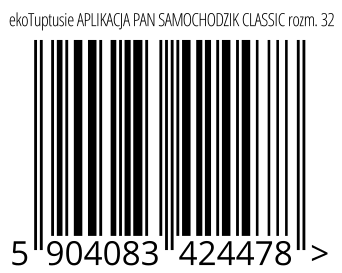 ekoTuptusie APLIKACJA PAN SAMOCHODZIK CLASSIC rozm. 32
5 904083 424478 >